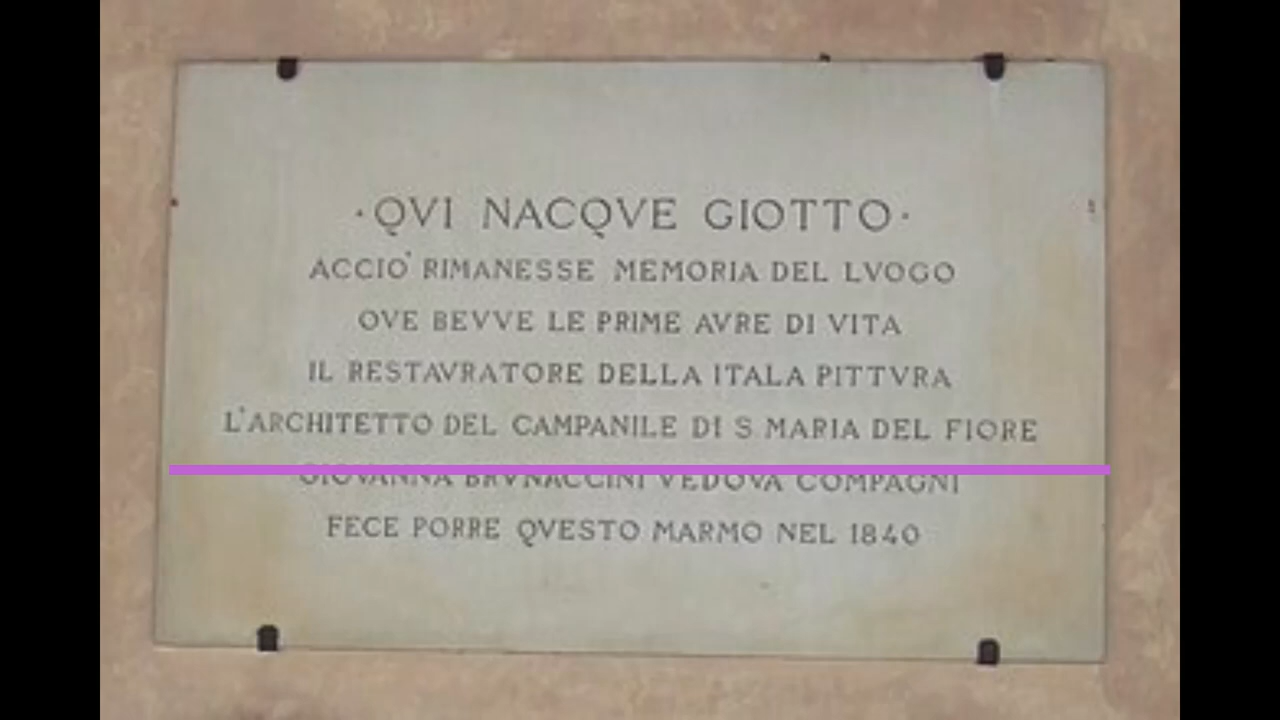 ·QVI NACQVE GIOTTO·
ACCIO' RIMANESSE MEMORIA DEL LVOGO
OVE BEVVE LE PRIME AVRE DI VITA
IL RESTAVRATORE DELLA ITALA PITTVRA
L'ARCHITETTO DEL CAMPANILE DI S MARIA DEL FIORE
GIOVANNA BRVNACCINI VEDOVA COMPAGNI
FECE PORRE QVESTO MARMO NEL 1840